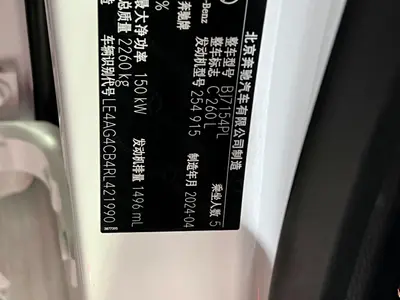 北京奔驰汽车有限公司制造
-Benz
整车型号 BJ7154PL
奔驰牌
整车标志 C 260 L
%
发动机型号 254 915
乘坐人数 5
最大净功率 150 kW
制造年月 2024-04
总质量 2260 kg
发动机排量 1496 mL
车辆识别代号 LE4AG4CB4RL421990